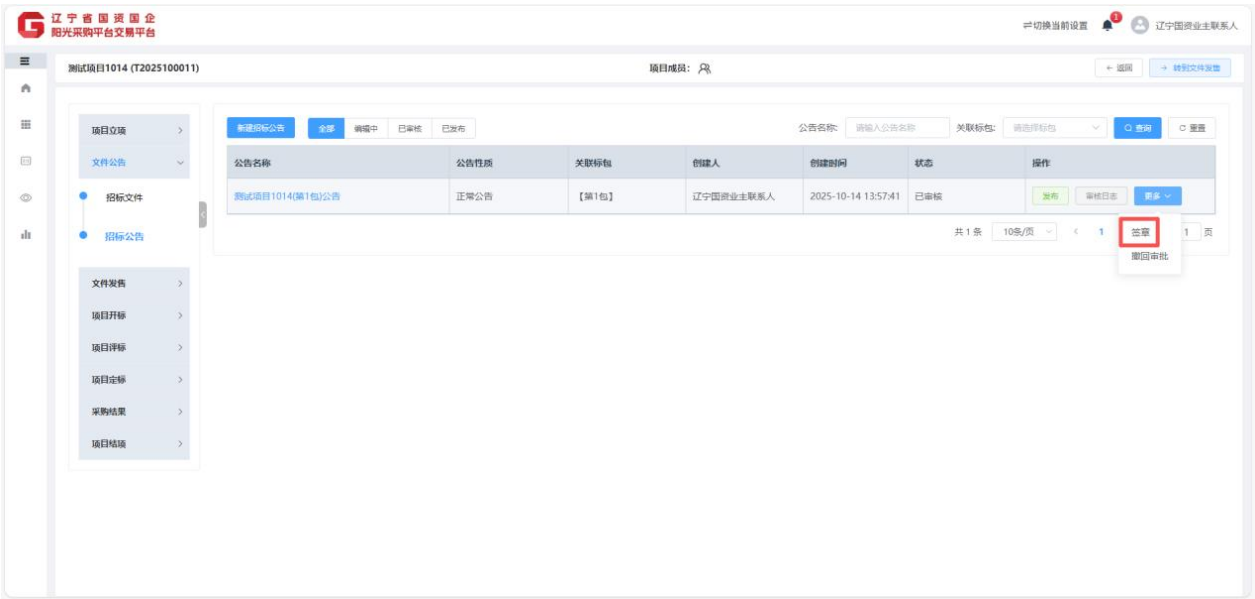 辽宁省国资国企
阳光采购平台交易平台
切换当前设置
1
辽宁国资业主联系人
测试项目1014 (T2025100011)
项目成员：
← 返回
→ 转到文件发售
项目立项
文件公告
招标文件
招标公告
文件发售
项目开标
项目评标
项目定标
采购结果
项目结项
新建招标公告
全部 编辑中 已审核 已发布
公告名称: 请输入公告名称 关联标包: 请选择标包 查询 重置
公告名称 公告性质 关联标包 创建人 创建时间 状态 操作
测试项目1014(第1包)公告 正常公告 【第1包】 辽宁国资业主联系人 2025-10-14 13:57:41 已审核 发布 审核日志 更多
共 1 条 10条/页 < 1 1 页
签章
撤回审批